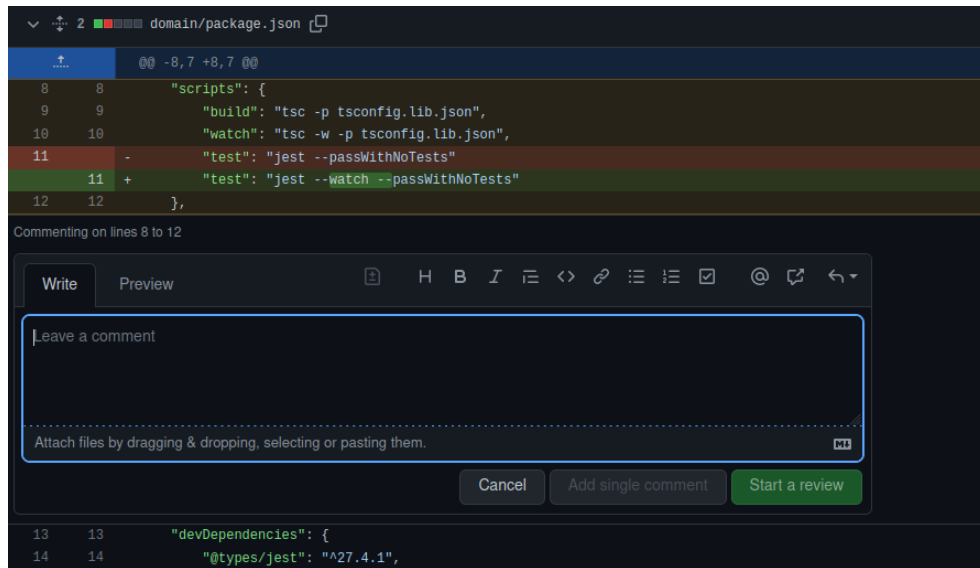 2 domain/package.json
@@ -8,7 +8,7 @@
8 8 "scripts": {
9 9 "build": "tsc -p tsconfig.lib.json",
10 10 "watch": "tsc -w -p tsconfig.lib.json",
11 - "test": "jest --passWithNoTests"
11 + "test": "jest --watch --passWithNoTests"
12 12 },
Commenting on lines 8 to 12
Write Preview H B I <> @
Leave a comment
Attach files by dragging & dropping, selecting or pasting them.
Cancel Add single comment Start a review
13 13 "devDependencies": {
14 14 "@types/jest": "^27.4.1",